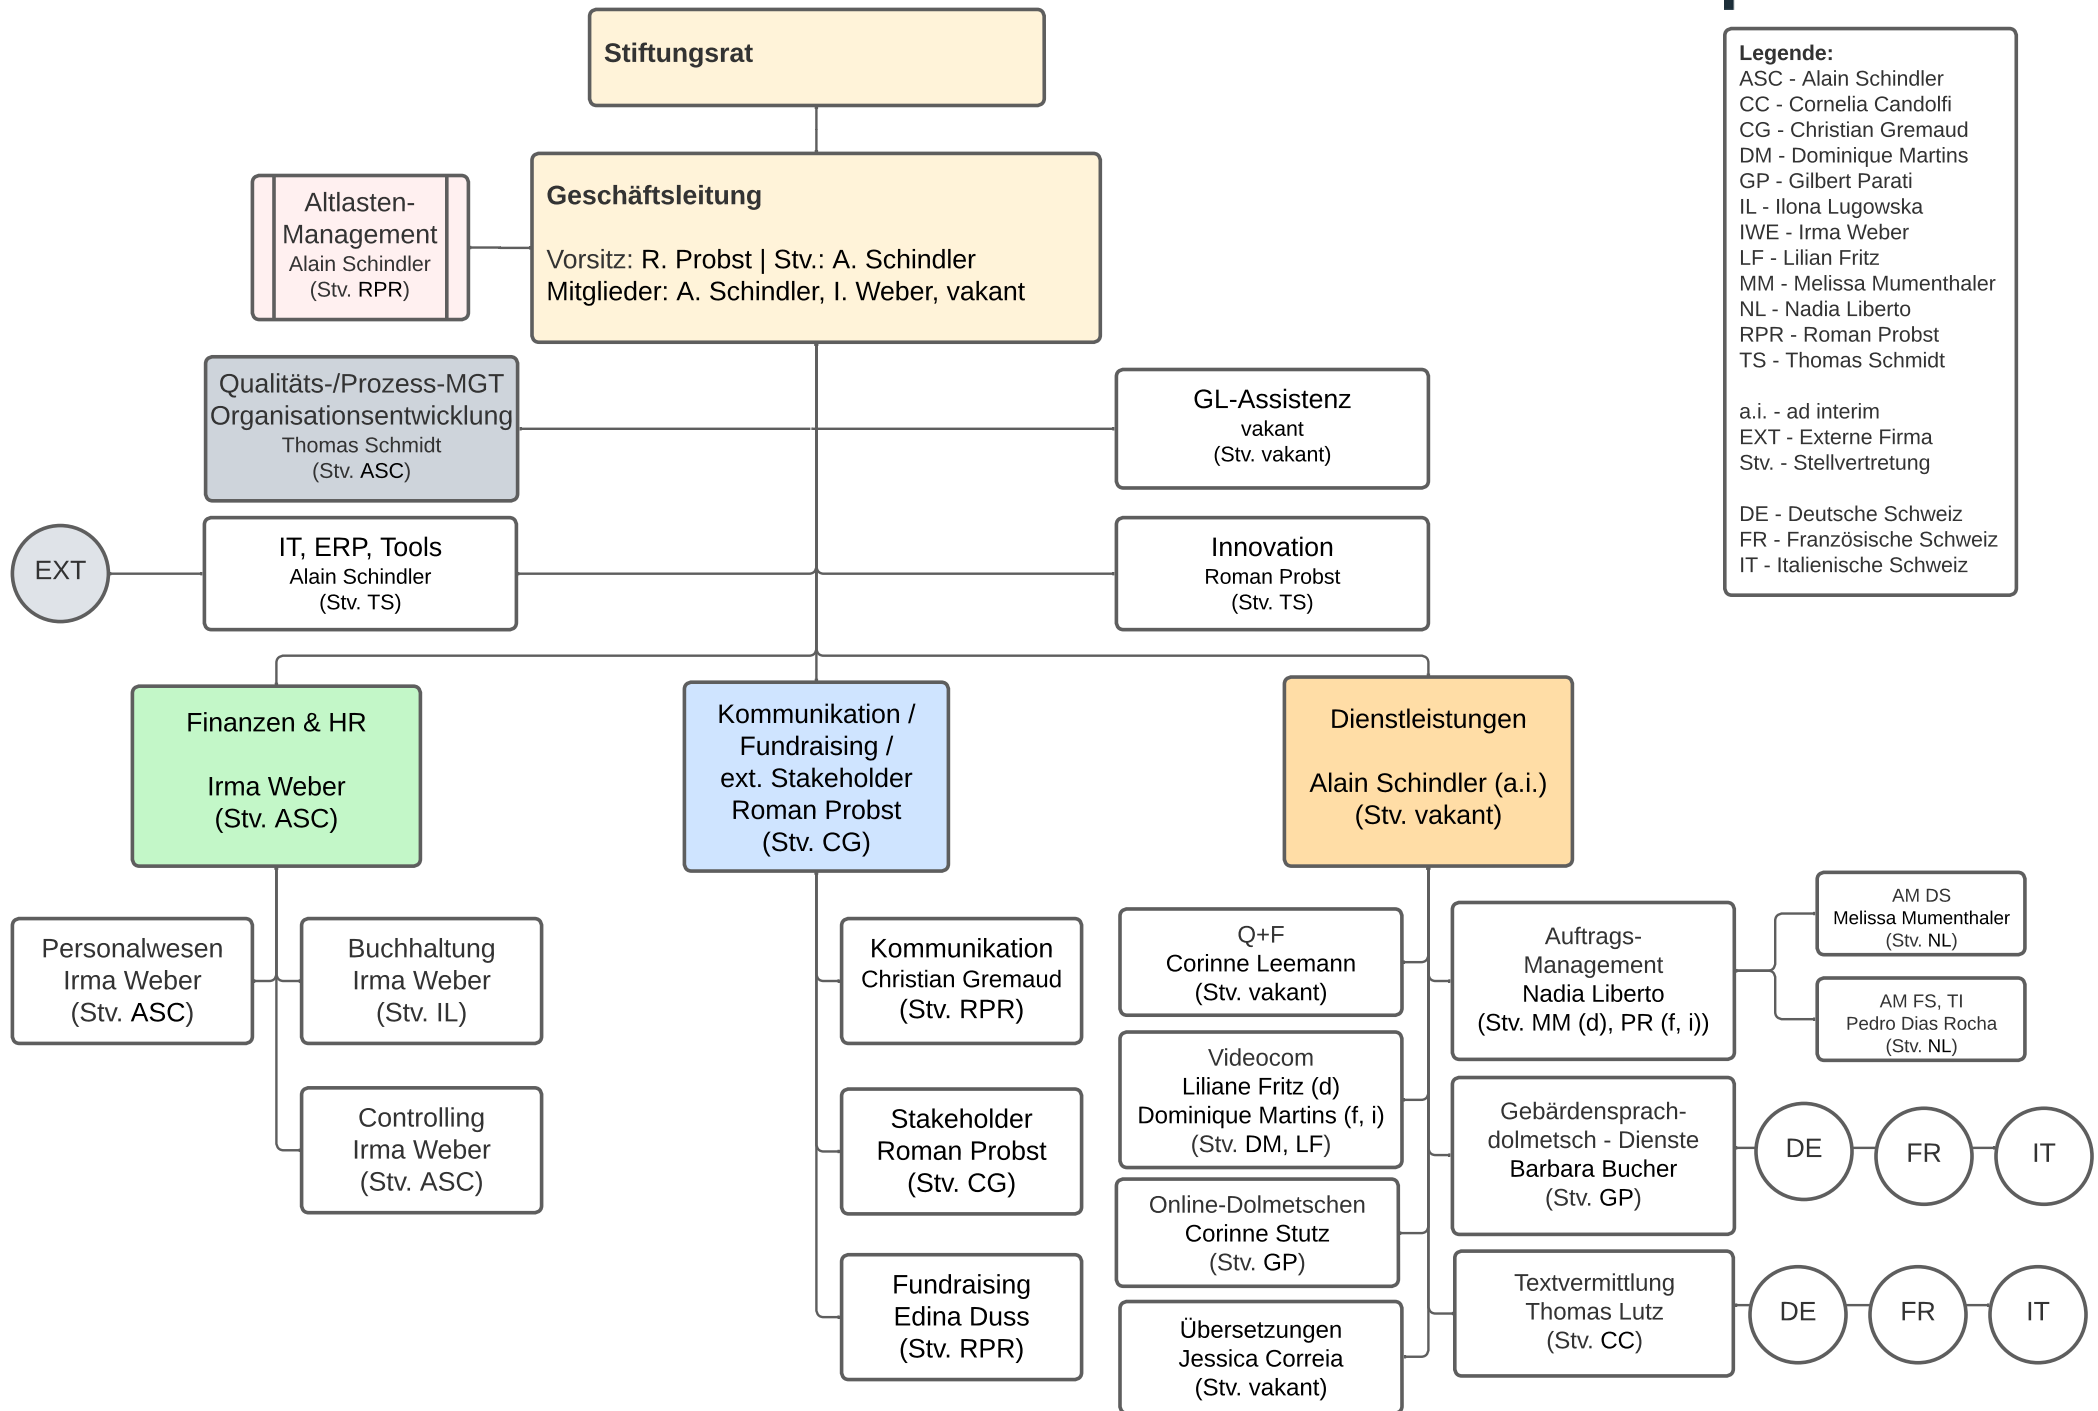 Stiftungsrat
Geschäftsleitung
Vorsitz: R. Probst | Stv.: A. Schindler
Mitglieder: A. Schindler, I. Weber, vakant
Altlasten-
Management
Alain Schindler
(Stv. RPR)
Legende:
ASC - Alain Schindler
CC - Cornelia Candolfi
CG - Christian Gremaud
DM - Dominique Martins
GP - Gilbert Parati
IL - Ilona Lugowska
IWE - Irma Weber
LF - Lilian Fritz
MM - Melissa Mumenthaler
NL - Nadia Liberto
RPR - Roman Probst
TS - Thomas Schmidt
a.i. - ad interim
EXT - Externe Firma
Stv. - Stellvertretung
DE - Deutsche Schweiz
FR - Französische Schweiz
IT - Italienische Schweiz
Qualitäts-/Prozess-MGT
Organisationsentwicklung
Thomas Schmidt
(Stv. ASC)
GL-Assistenz
vakant
(Stv. vakant)
EXT
IT, ERP, Tools
Alain Schindler
(Stv. TS)
Innovation
Roman Probst
(Stv. TS)
Finanzen & HR
Irma Weber
(Stv. ASC)
Kommunikation /
Fundraising /
ext. Stakeholder
Roman Probst
(Stv. CG)
Dienstleistungen
Alain Schindler (a.i.)
(Stv. vakant)
Personalwesen
Irma Weber
(Stv. ASC)
Buchhaltung
Irma Weber
(Stv. IL)
Controlling
Irma Weber
(Stv. ASC)
Kommunikation
Christian Gremaud
(Stv. RPR)
Stakeholder
Roman Probst
(Stv. CG)
Fundraising
Edina Duss
(Stv. RPR)
Q+F
Corinne Leemann
(Stv. vakant)
Videocom
Liliane Fritz (d)
Dominique Martins (f, i)
(Stv. DM, LF)
Online-Dolmetschen
Corinne Stutz
(Stv. GP)
Übersetzungen
Jessica Correia
(Stv. vakant)
Auftrags-
Management
Nadia Liberto
(Stv. MM (d), PR (f, i))
AM DS
Melissa Mumenthaler
(Stv. NL)
AM FS, TI
Pedro Dias Rocha
(Stv. NL)
Gebärdensprach-
dolmetsch - Dienste
Barbara Bucher
(Stv. GP)
DE
FR
IT
Textvermittlung
Thomas Lutz
(Stv. CC)
DE
FR
IT